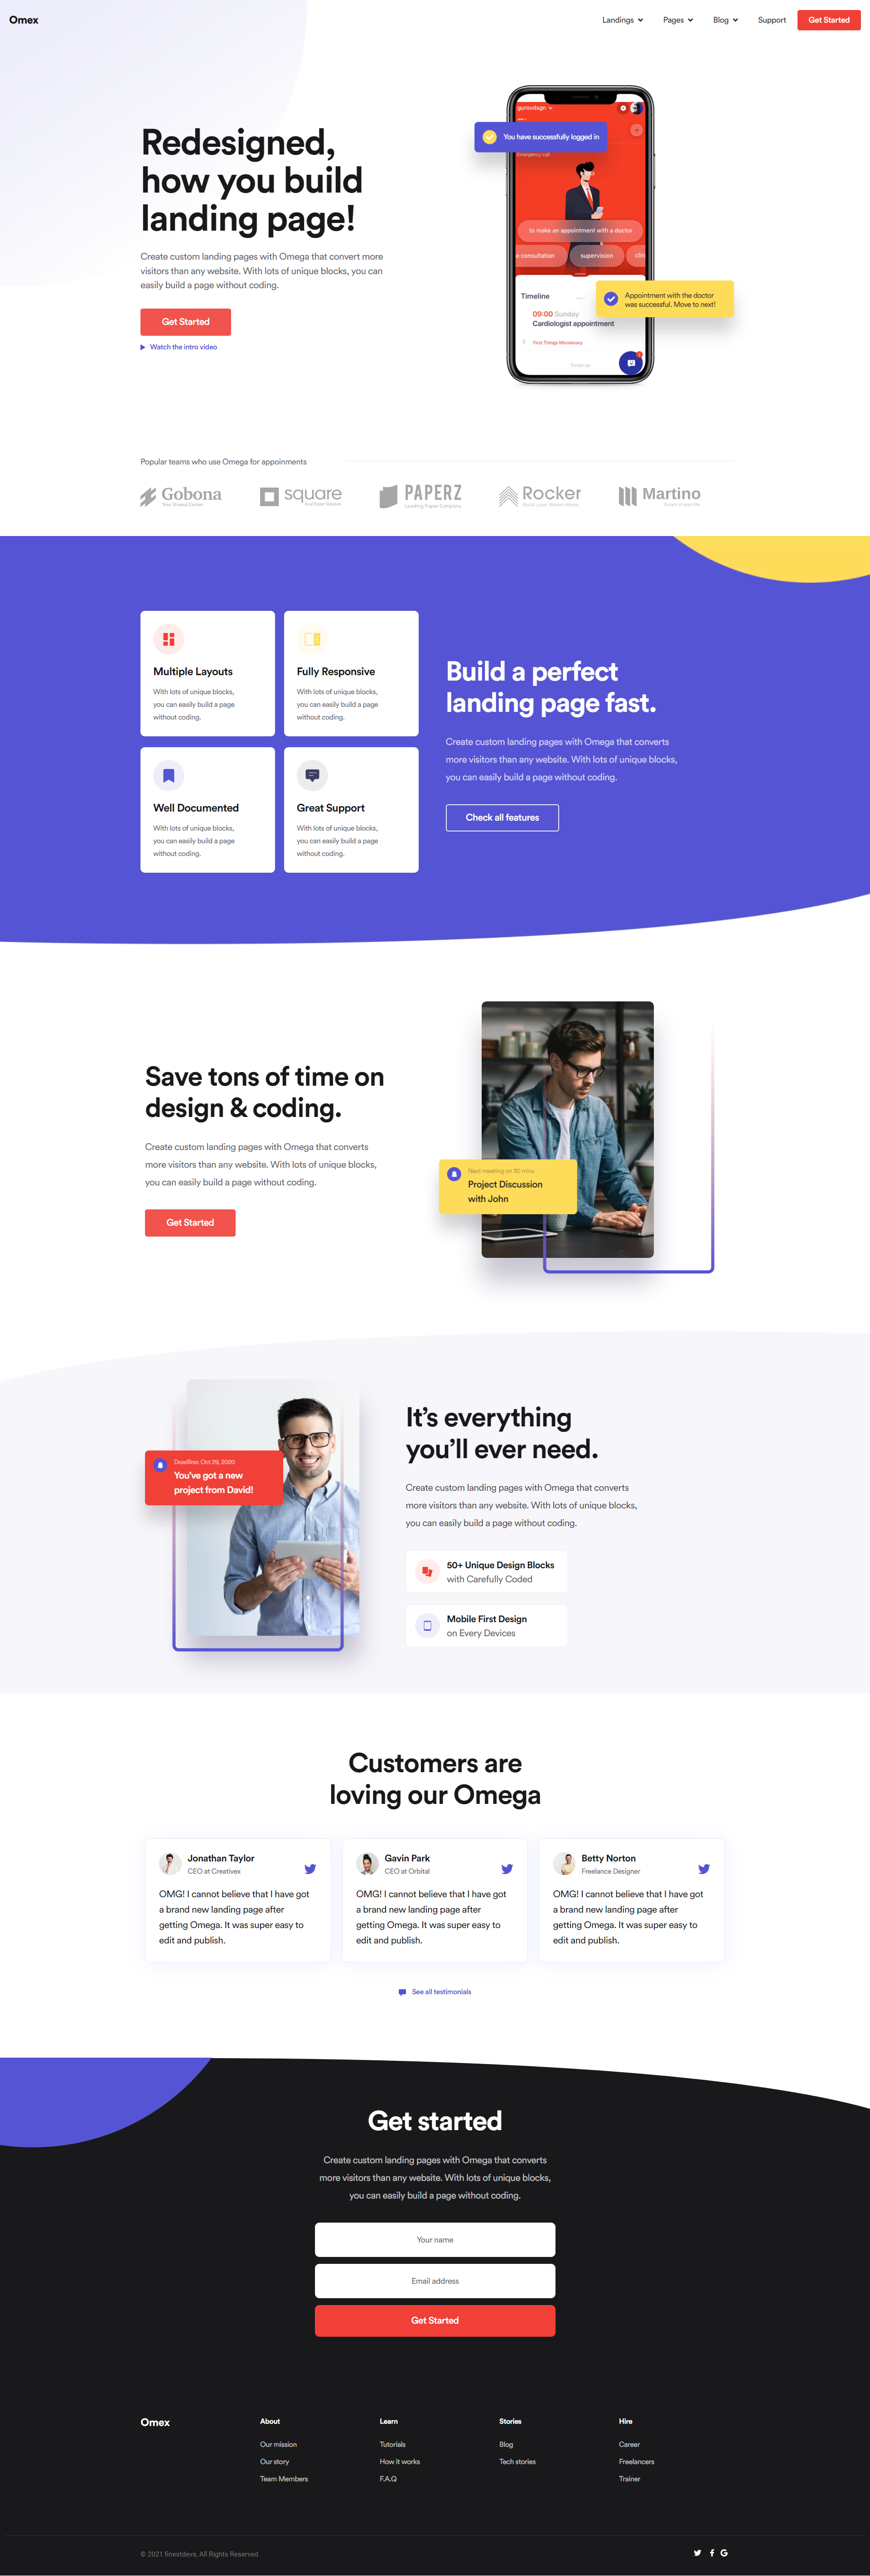 Omex
Landings
Pages
Blog
Support
Get Started
Redesigned,
how you build
landing page!
Create custom landing pages with Omega that convert more
visitors than any website. With lots of unique blocks, you can
easily build a page without coding.
Get Started
Watch the intro video
gurovdsgn
You have successfully logged in
Emergency call
to make an appointment with a doctor
e consultation
supervision
clin
Timeline
Appointment with the doctor
was successful. Move to next!
09:00 Sunday
Cardiologist appointment
First Things Missionary
Swipe up
Popular teams who use Omega for appoinments
Gobona
Your Trusted Center
square
Real Estate Solution
PAPERZ
Leading Paper Company
Rocker
Build your dream home
Martino
Colors of your life
Multiple Layouts
With lots of unique blocks,
you can easily build a page
without coding.
Fully Responsive
With lots of unique blocks,
you can easily build a page
without coding.
Well Documented
With lots of unique blocks,
you can easily build a page
without coding.
Great Support
With lots of unique blocks,
you can easily build a page
without coding.
Build a perfect
landing page fast.
Create custom landing pages with Omega that converts
more visitors than any website. With lots of unique blocks,
you can easily build a page without coding.
Check all features
Save tons of time on
design & coding.
Create custom landing pages with Omega that converts
more visitors than any website. With lots of unique blocks,
you can easily build a page without coding.
Get Started
Next meeting on 30 mins
Project Discussion
with John
Deadline: Oct 29, 2020
You've got a new
project from David!
It’s everything
you’ll ever need.
Create custom landing pages with Omega that converts
more visitors than any website. With lots of unique blocks,
you can easily build a page without coding.
50+ Unique Design Blocks
with Carefully Coded
Mobile First Design
on Every Devices
Customers are
loving our Omega
Jonathan Taylor
CEO at Creativex
OMG! I cannot believe that I have got
a brand new landing page after
getting Omega. It was super easy to
edit and publish.
Gavin Park
CEO at Orbital
OMG! I cannot believe that I have got
a brand new landing page after
getting Omega. It was super easy to
edit and publish.
Betty Norton
Freelance Designer
OMG! I cannot believe that I have got
a brand new landing page after
getting Omega. It was super easy to
edit and publish.
See all testimonials
Get started
Create custom landing pages with Omega that converts
more visitors than any website. With lots of unique blocks,
you can easily build a page without coding.
Your name
Email address
Get Started
Omex
About
Our mission
Our story
Team Members
Learn
Tutorials
How it works
F.A.Q
Stories
Blog
Tech stories
Hire
Career
Freelancers
Trainer
© 2021 finestdevs, All Rights Reserved